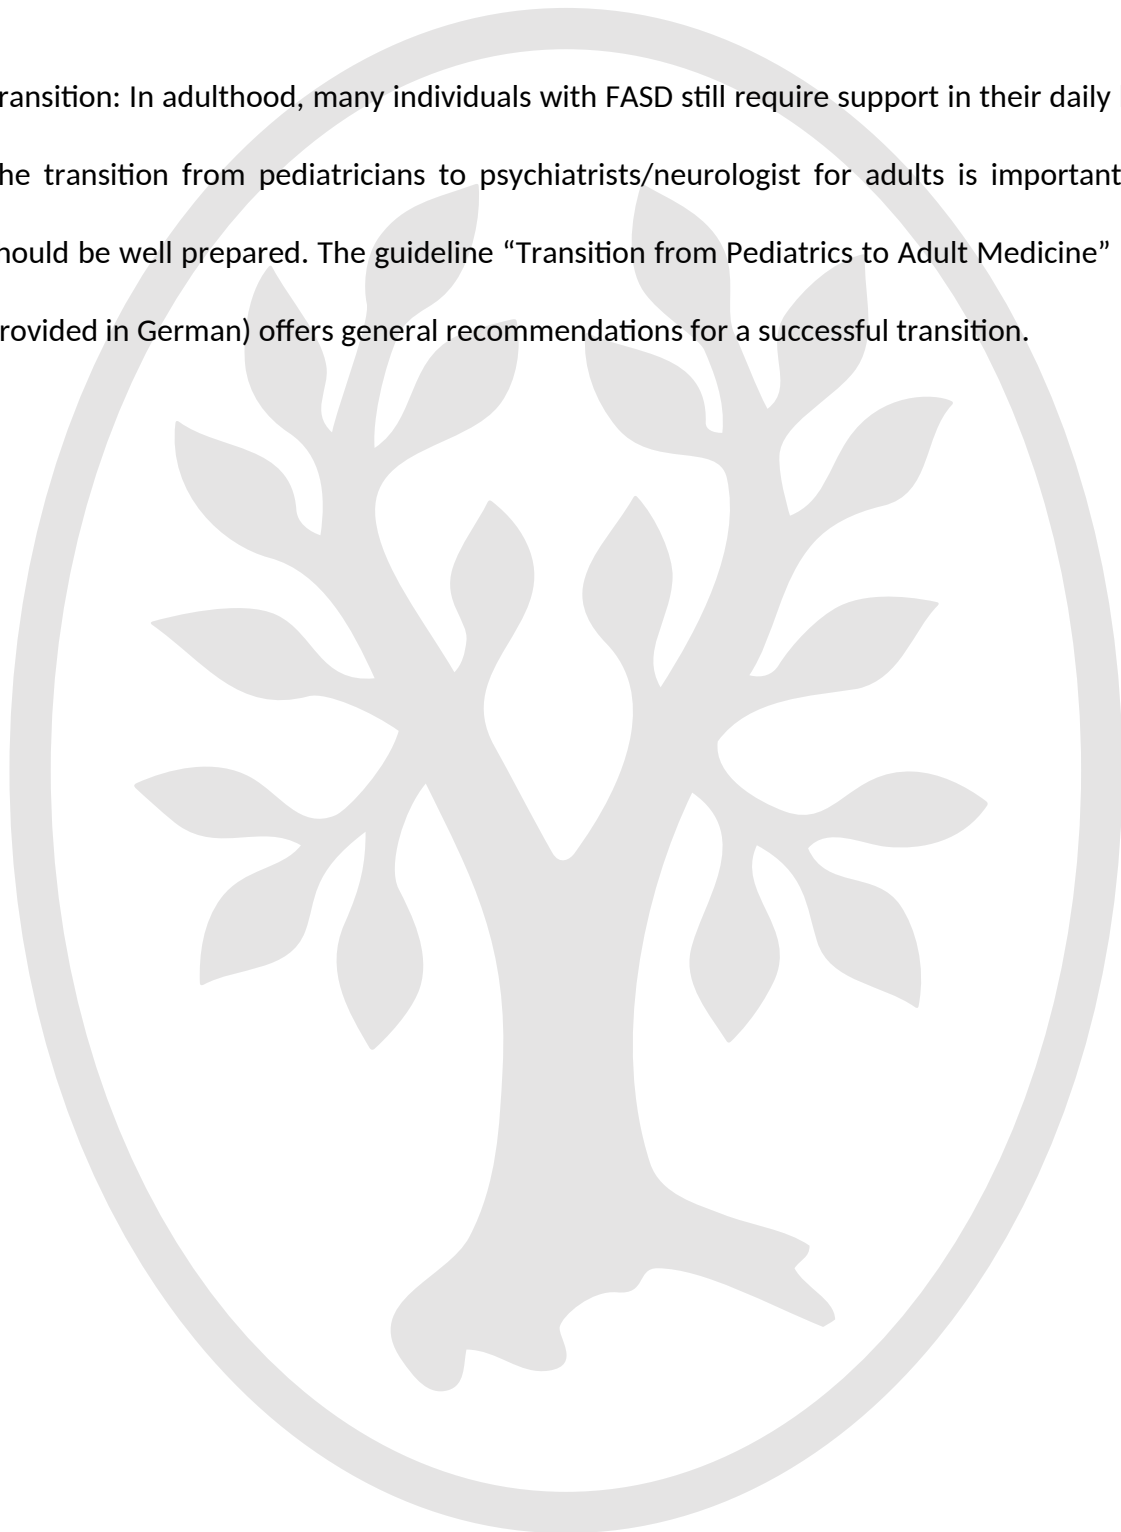 ransition: In adulthood, many individuals with FASD still require support in their daily
he transition from pediatricians to psychiatrists/neurologist for adults is important
hould be well prepared. The guideline “Transition from Pediatrics to Adult Medicine”
rovided in German) offers general recommendations for a successful transition.